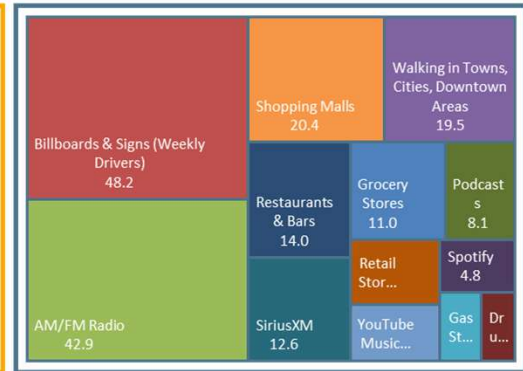 Billboards & Signs (Weekly
Drivers)
48.2
AM/FM Radio
42.9
Shopping Malls
20.4
Walking in Towns,
Cities, Downtown
Areas
19.5
Restaurants
& Bars
14.0
SiriusXM
12.6
Grocery
Stores
11.0
Podcast
s
8.1
Retail
Stor...
Spotify
4.8
YouTube
Music...
Gas
St...
Dr
u...